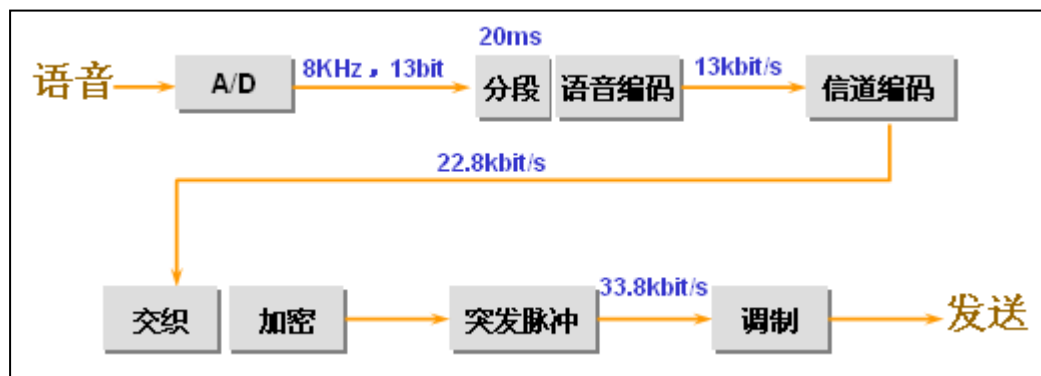 20ms
语音
A/D
8KHz，13bit
分段
语音编码
13kbit/s
信道编码
22.8kbit/s
交织
加密
突发脉冲
33.8kbit/s
调制
发送